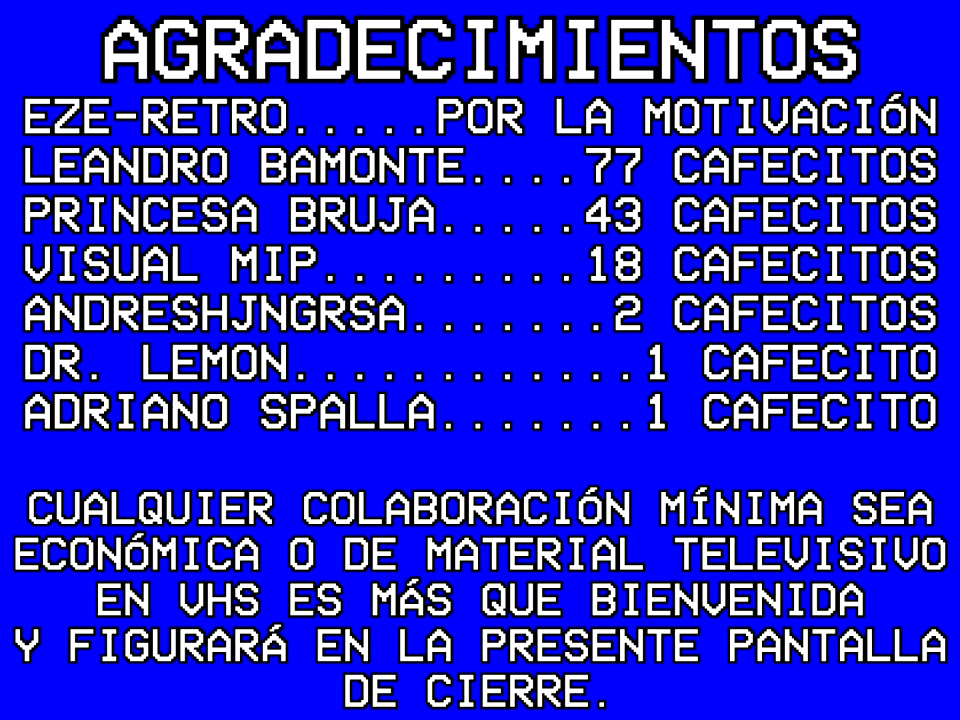 AGRADECIMIENTOS
EZE-RETRO.....POR LA MOTIVACIÓN
LEANDRO BAMONTE....77 CAFECITOS
PRINCESA BRUJA.....43 CAFECITOS
VISUAL MIP.........18 CAFECITOS
ANDRESHJNGRSA.......2 CAFECITOS
DR. LEMON............1 CAFECITO
ADRIANO SPALLA.......1 CAFECITO
CUALQUIER COLABORACIÓN MÍNIMA SEA
ECONÓMICA O DE MATERIAL TELEVISIVO
EN VHS ES MÁS QUE BIENVENIDA
Y FIGURARÁ EN LA PRESENTE PANTALLA
DE CIERRE.